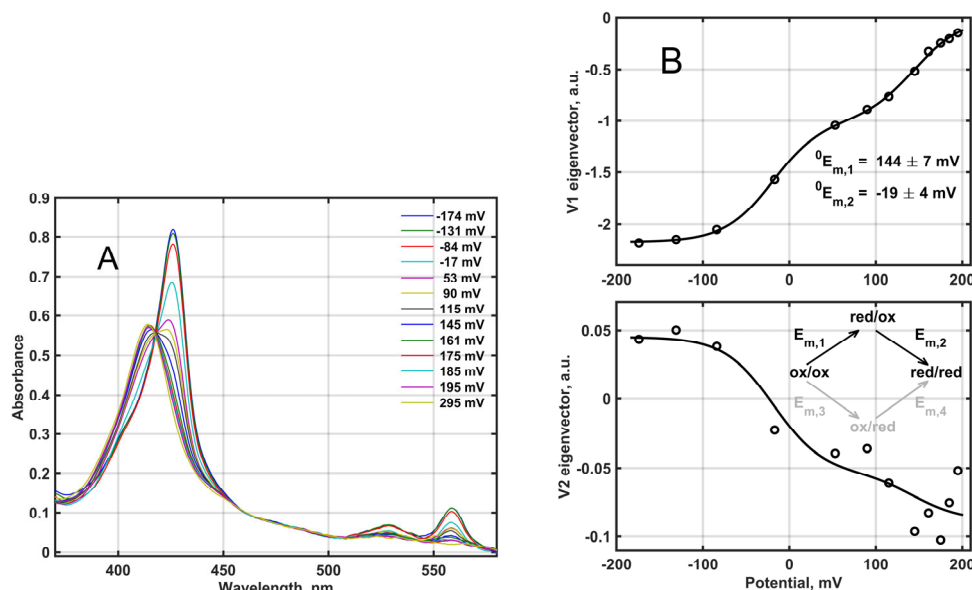 A
0.9
0.8
0.7
0.6
0.5
0.4
0.3
0.2
0.1
0
400
450
500
550
Absorbance
Wavelength, nm
-174 mV
-131 mV
-84 mV
-17 mV
53 mV
90 mV
115 mV
145 mV
161 mV
175 mV
185 mV
195 mV
295 mV
B
0
-0.5
-1
-1.5
-2
-200
-100
0
100
200
V1 eigenvector, a.u.
⁰Eₘ,₁ = 144 ± 7 mV
⁰Eₘ,₂ = -19 ± 4 mV
0.05
0
-0.05
-0.1
-200
-100
0
100
200
V2 eigenvector, a.u.
Potential, mV
red/ox
Eₘ,₁
Eₘ,₂
ox/ox
red/red
Eₘ,₃
Eₘ,₄
ox/red